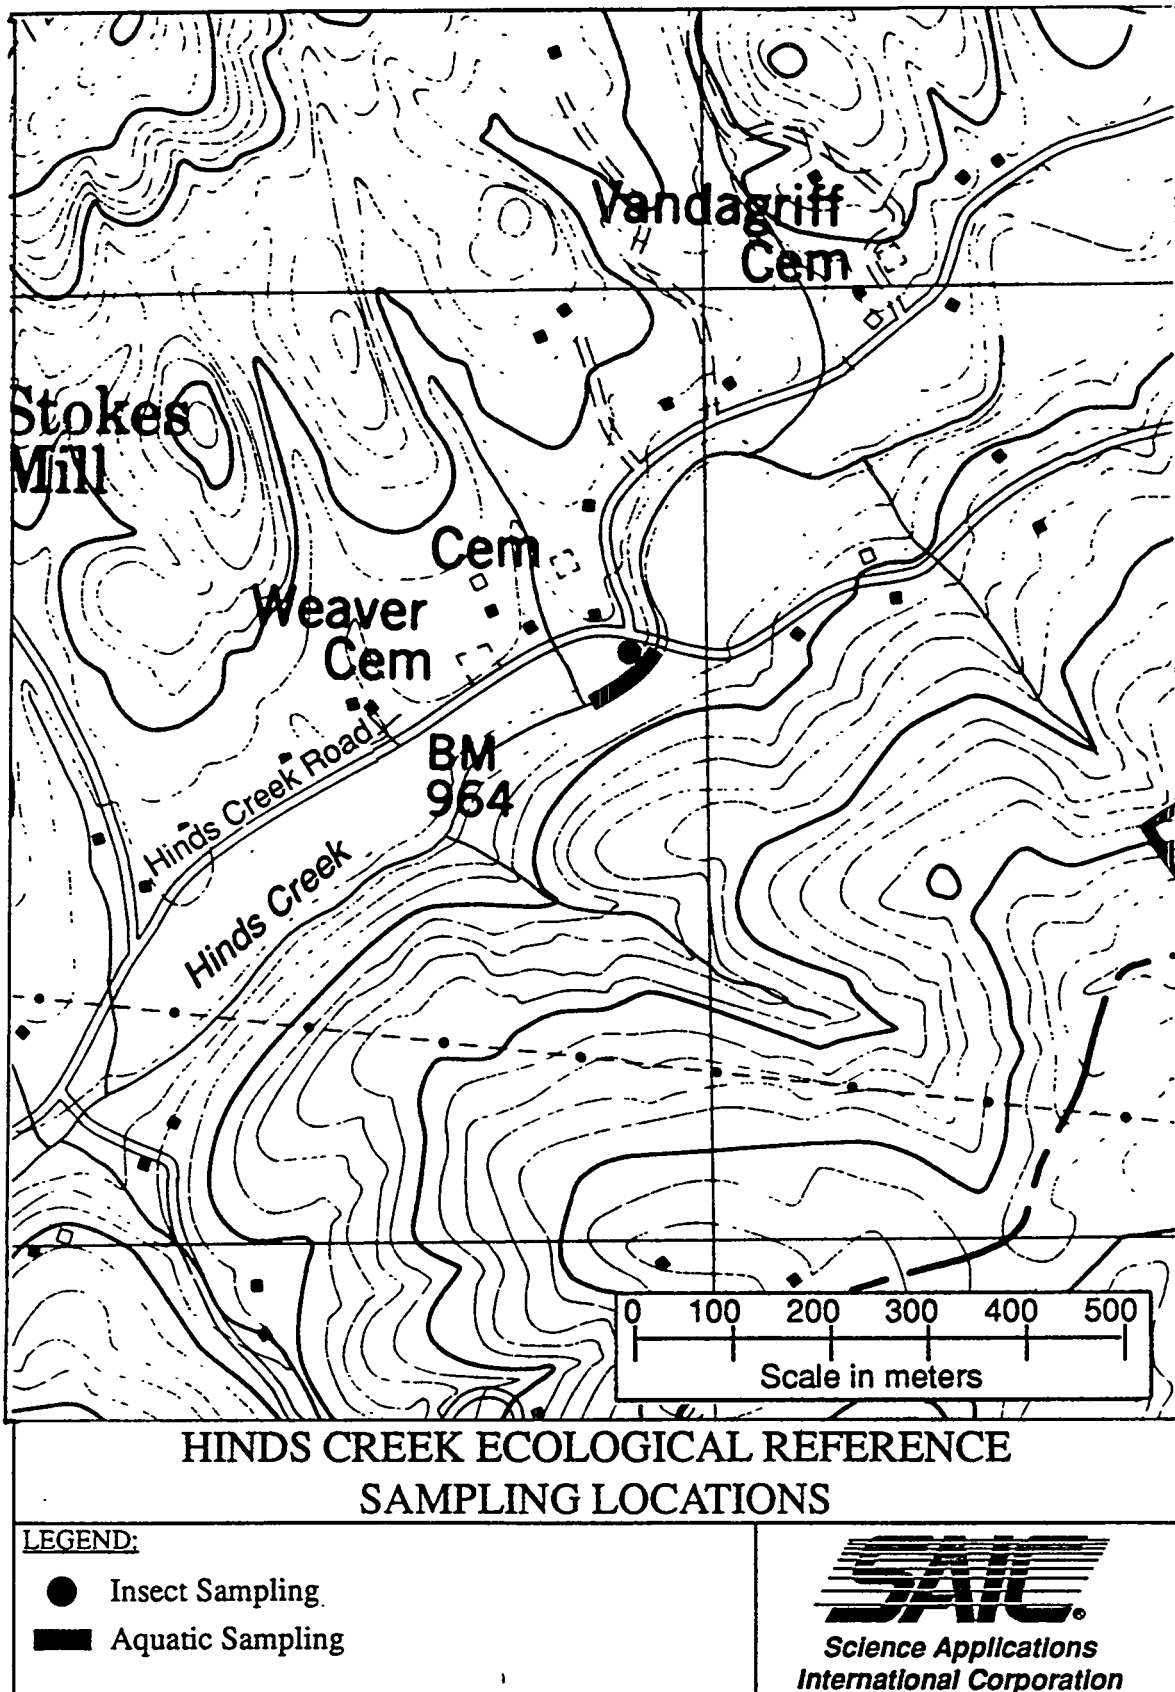 Vandagriff
Cem
Stokes
Mill
Cem
Weaver
Cem
BM
964
Hinds Creek Road
Hinds Creek
0 100 200 300 400 500
Scale in meters
HINDS CREEK ECOLOGICAL REFERENCE
SAMPLING LOCATIONS
LEGEND:
Insect Sampling
Aquatic Sampling
SAIC®
Science Applications
International Corporation